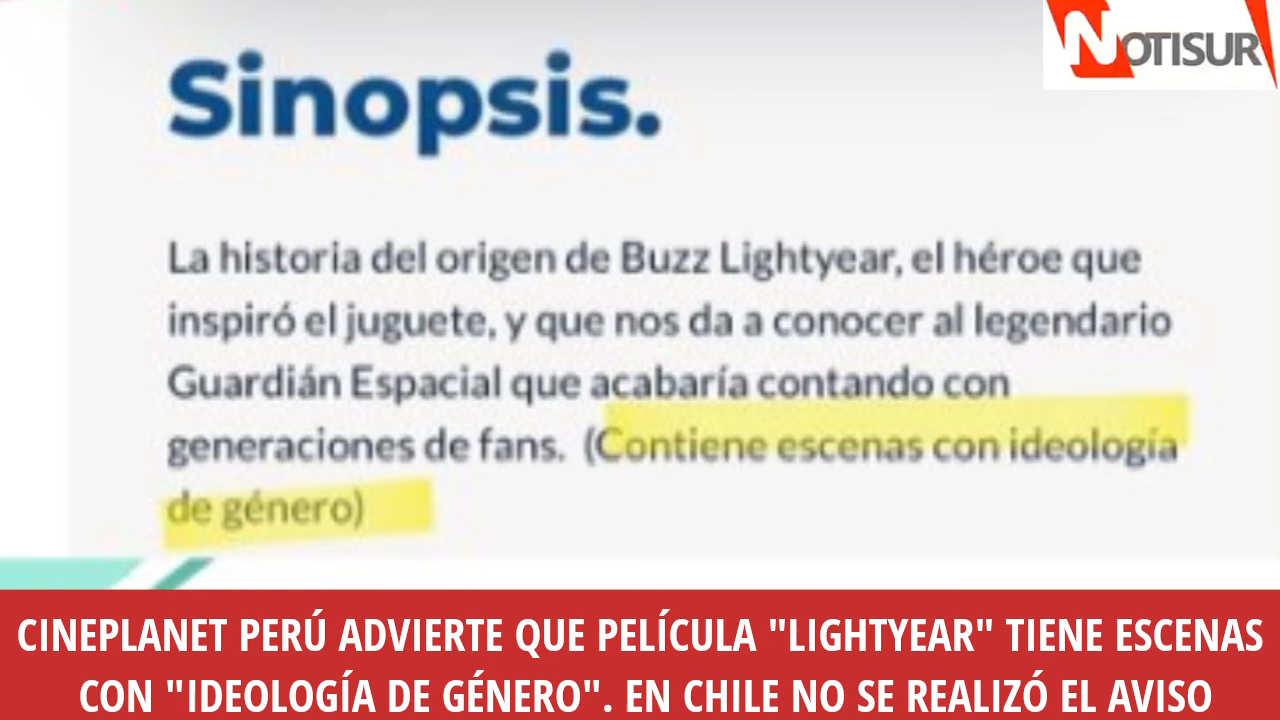 NOTISUR
Sinopsis.
La historia del origen de Buzz Lightyear, el héroe que
inspiró el juguete, y que nos da a conocer al legendario
Guardián Espacial que acabaría contando con
generaciones de fans. (Contiene escenas con ideología
de género)
CINEPLANET PERÚ ADVIERTE QUE PELÍCULA "LIGHTYEAR" TIENE ESCENAS
CON "IDEOLOGÍA DE GÉNERO". EN CHILE NO SE REALIZÓ EL AVISO